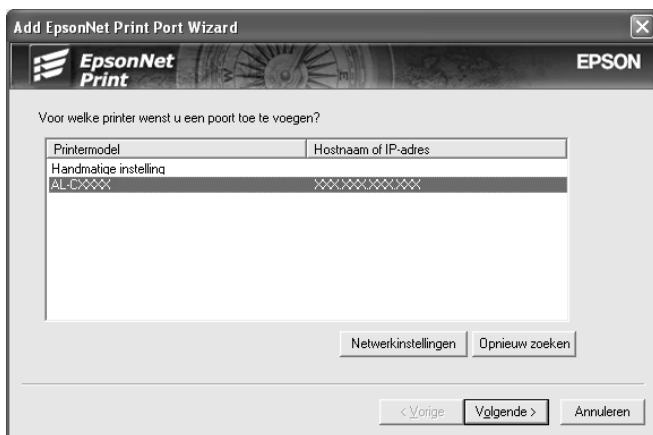 Add EpsonNet Print Port Wizard
EpsonNet
Print
EPSON
Voor welke printer wenst u een poort toe te voegen?
Printermodel Hostnaam of IP-adres
Handmatige instelling
AL-CXXXX XXX.XXX.XXX.XXX
Netwerkinstellingen Opnieuw zoeken
< Vorige Volgende > Annuleren